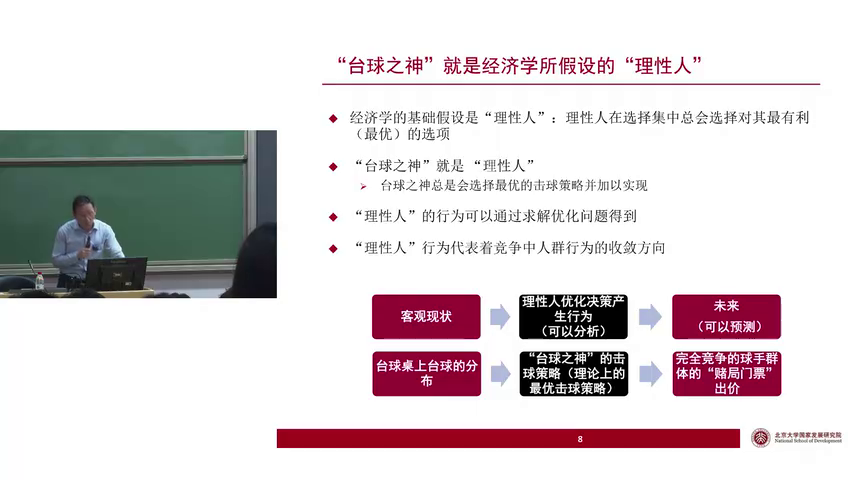 “台球之神”就是经济学所假设的“理性人”
经济学的基础假设是“理性人”：理性人在选择集中总会选择对其最有利
（最优）的选项
“台球之神”就是 “理性人”
台球之神总是会选择最优的击球策略并加以实现
“理性人”的行为可以通过求解优化问题得到
“理性人”行为代表着竞争中人群行为的收敛方向
客观现状
理性人优化决策产
生行为
（可以分析）
未来
（可以预测）
台球桌上台球的分
布
“台球之神”的击
球策略（理论上的
最优击球策略）
完全竞争的球手群
体的“赌局门票”
出价
8
北京大学国家发展研究院
National School of Development